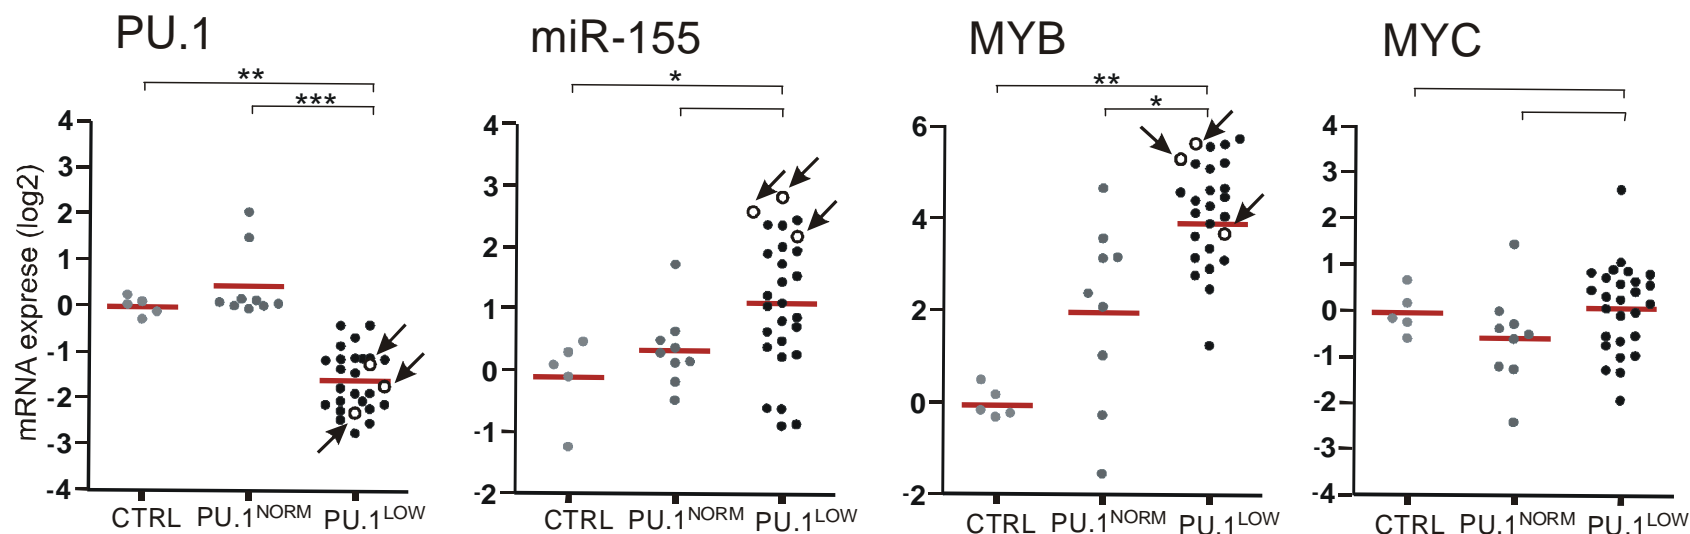 PU.1 miR-155 MYB MYC
** * ** 
*** *
mRNA exprese (log2)
4 3 2 1 0 -1 -2 -3 -4
CTRL PU.1NORM PU.1LOW
4 3 2 1 0 -1 -2
CTRL PU.1NORM PU.1LOW
6 4 2 0 -2
CTRL PU.1NORM PU.1LOW
4 3 2 1 0 -1 -2 -3 -4
CTRL PU.1NORM PU.1LOW